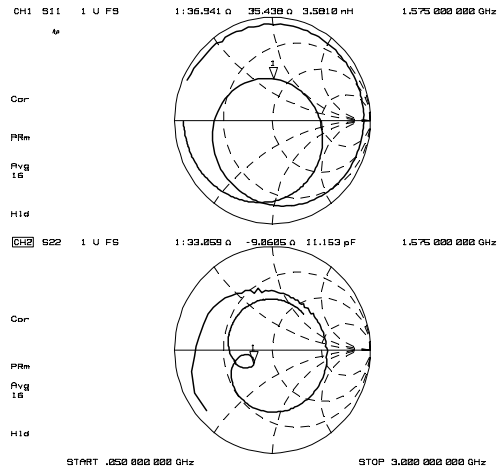 CH1 S11 1 U FS 1:36.941 Ω 35.438 Ω 3.5810 nH 1.575 000 000 GHz
1
Cor
PRm
Avg
16
Hld
CH2 S22 1 U FS 1:33.059 Ω -9.0605 Ω 11.153 pF 1.575 000 000 GHz
Cor
1
PRm
Avg
16
Hld
START .050 000 000 GHz STOP 3.000 000 000 GHz